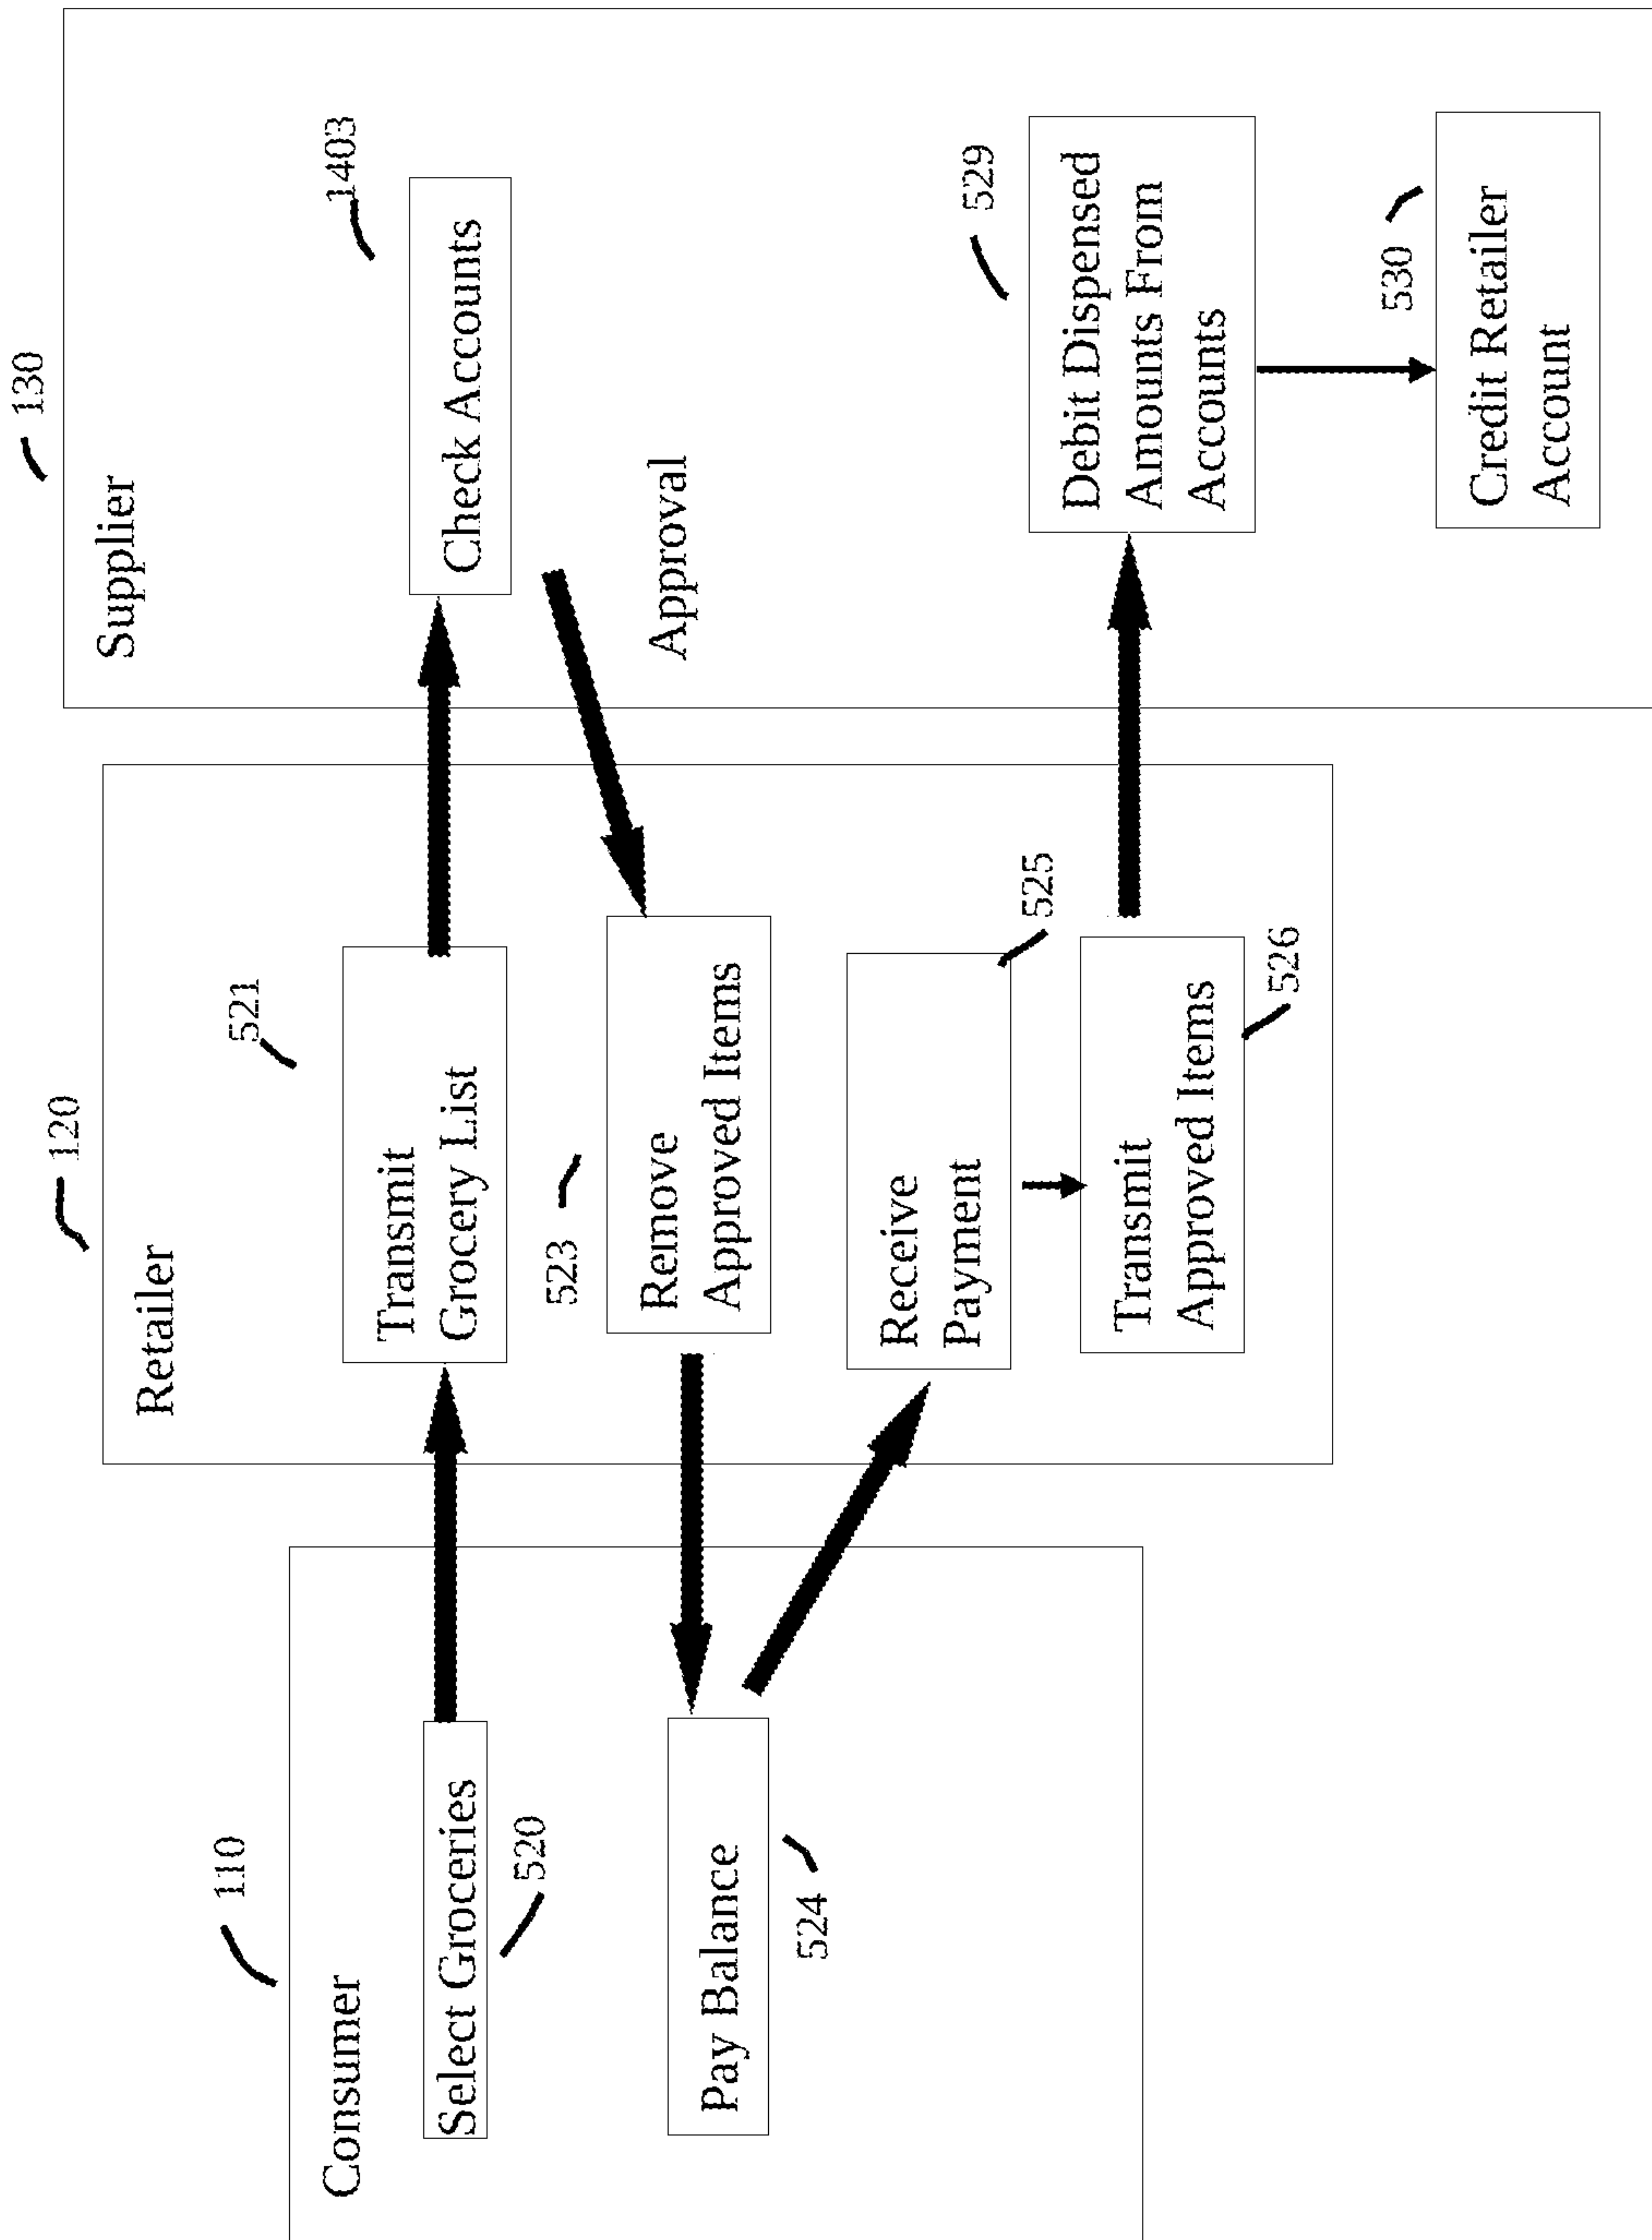 110
Consumer
Select Groceries
520
Pay Balance
524
120
Retailer
521
Transmit
Grocery List
523
Remove
Approved Items
Receive
Payment
525
Transmit
Approved Items
526
130
Supplier
1403
Check Accounts
Approval
529
Debit Dispensed
Amounts From
Accounts
530
Credit Retailer
Account